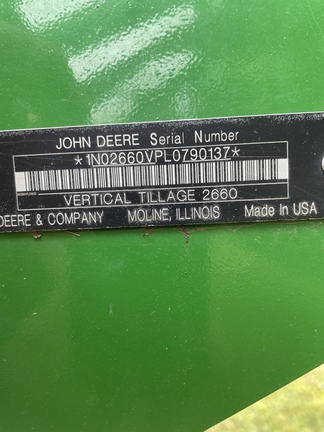 JOHN DEERE Serial Number
*1N02660VPL0790137*
VERTICAL TILLAGE 2660
DEERE & COMPANY MOLINE, ILLINOIS Made In USA